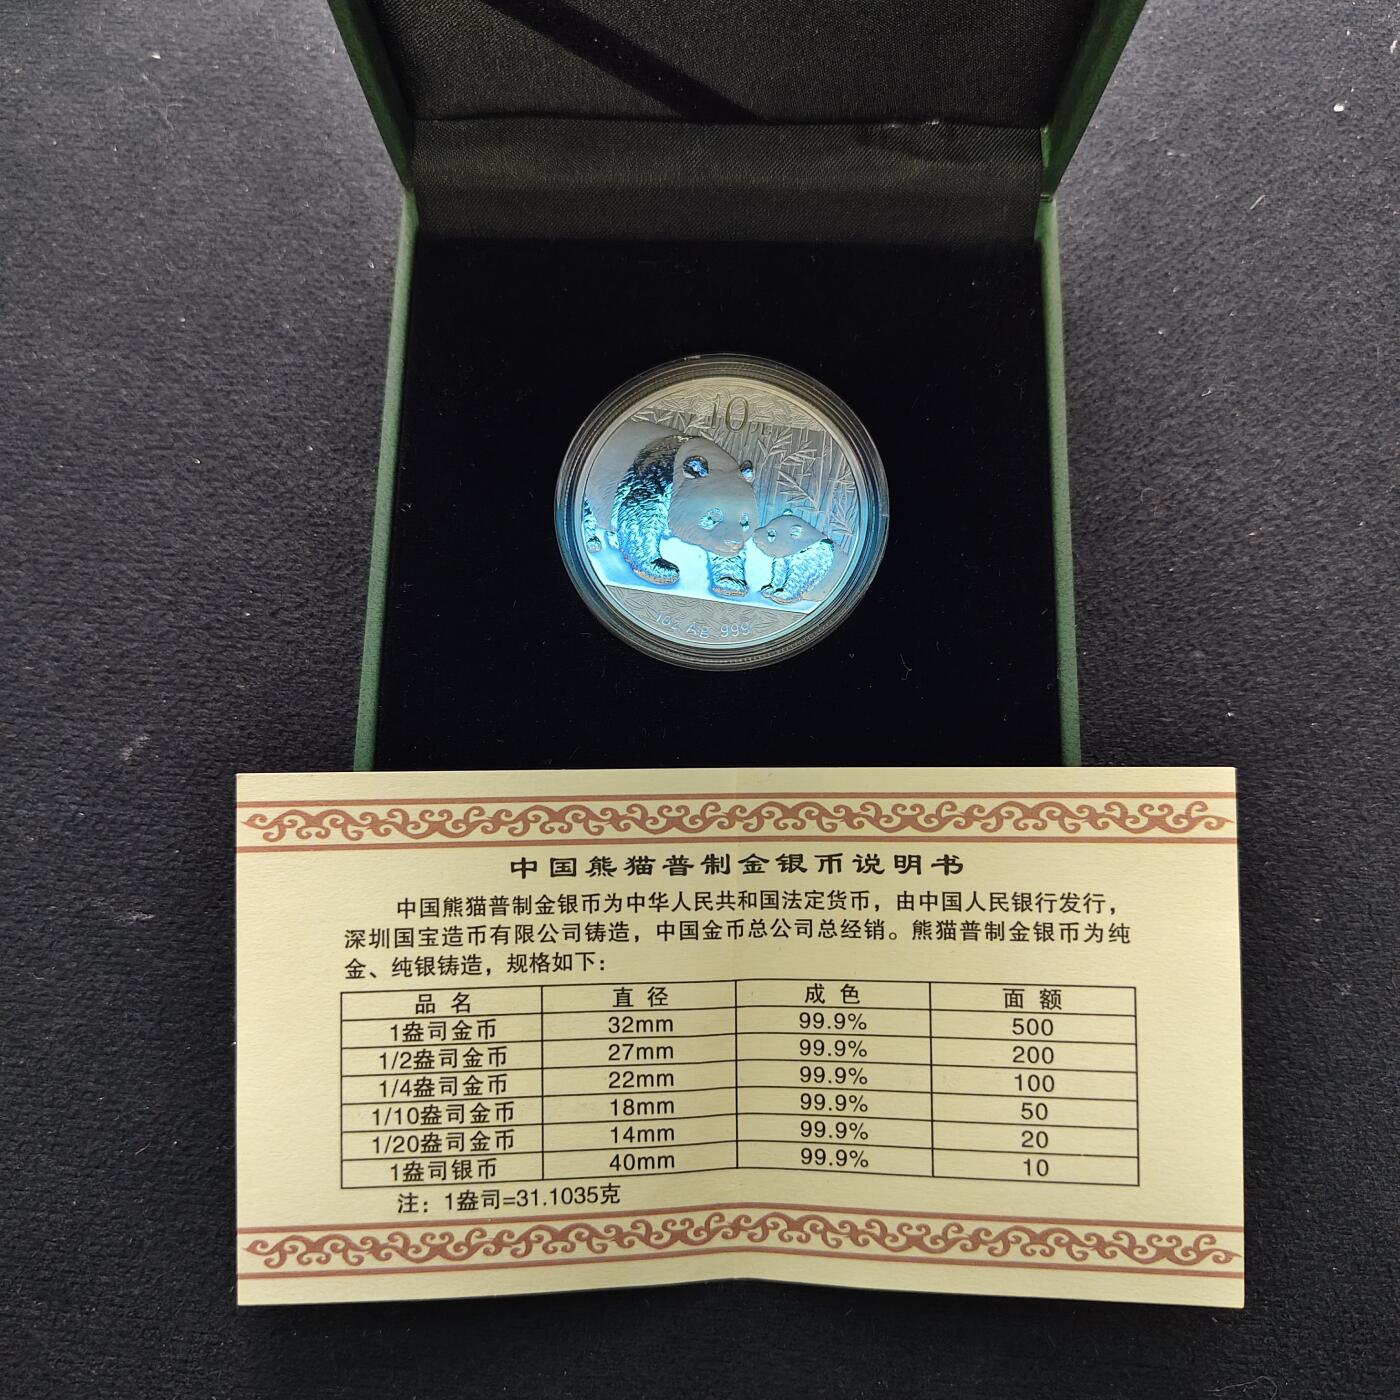 10元
1oz Ag .999
中国熊猫普制金银币说明书
中国熊猫普制金银币为中华人民共和国法定货币，由中国人民银行发行，
深圳国宝造币有限公司铸造，中国金币总公司总经销。熊猫普制金银币为纯
金、纯银铸造，规格如下：
品 名 直 径 成 色 面 额
1盎司金币 32mm 99.9% 500
1/2盎司金币 27mm 99.9% 200
1/4盎司金币 22mm 99.9% 100
1/10盎司金币 18mm 99.9% 50
1/20盎司金币 14mm 99.9% 20
1盎司银币 40mm 99.9% 10
注：1盎司=31.1035克